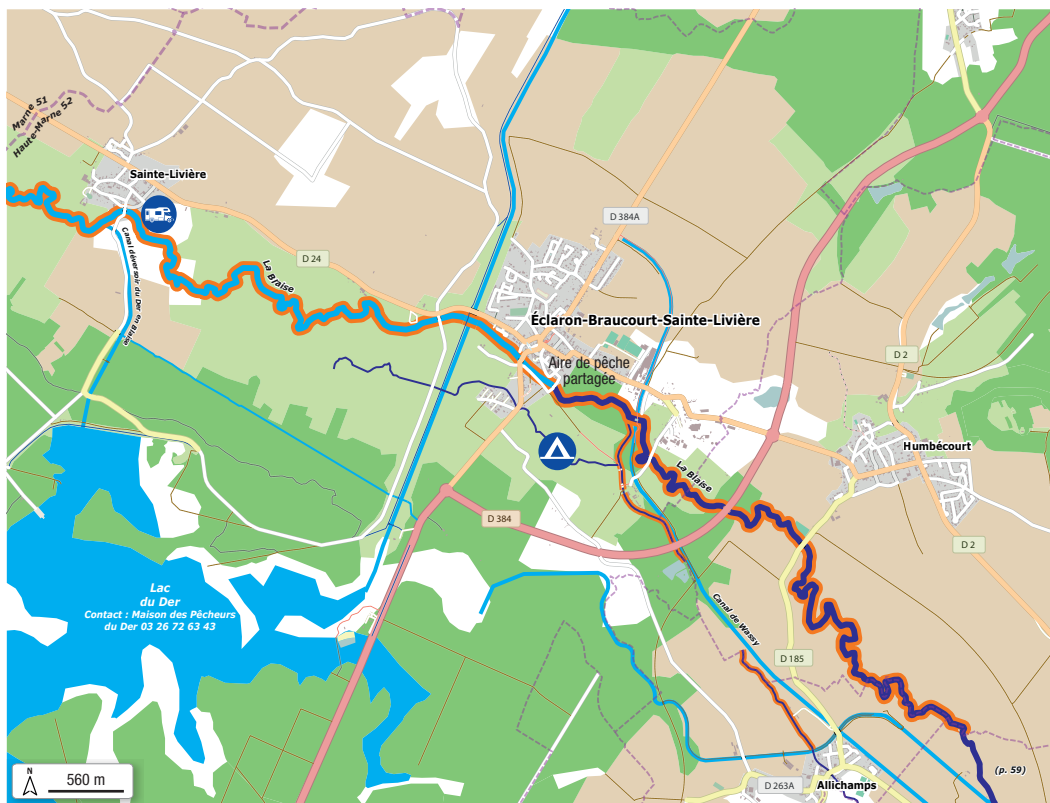 Marne 51
Haute-Marne 52
Sainte-Livière
D 384A
Canal déversoir du Der en Blaise
D 24
La Blaise
Éclaron-Braucourt-Sainte-Livière
Aire de pêche
partagée
D 2
Humbécourt
La Blaise
D 384
D 2
Lac
du Der
Contact : Maison des Pêcheurs
du Der 03 26 72 63 43
Canal de Wassy
D 185
N
560 m
(p. 59)
D 263A
Allichamps